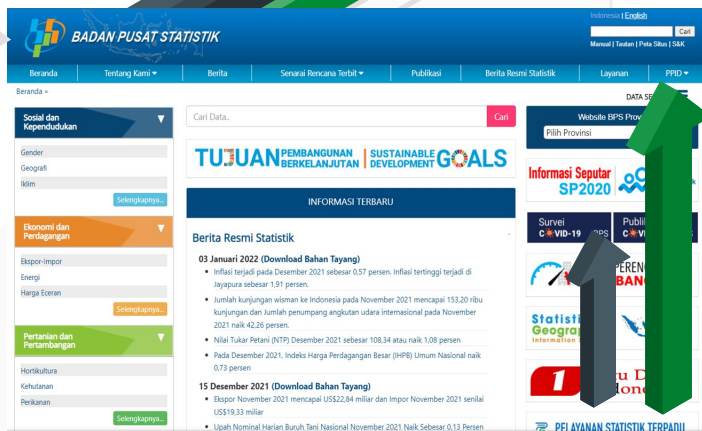 Indonesia | English
BADAN PUSAT STATISTIK
Cari
Manual | Tautan | Peta Situs | S&K
Beranda
Tentang Kami
Berita
Senarai Rencana Terbit
Publikasi
Berita Resmi Statistik
Layanan
PPID
Beranda »
DATA SE
Sosial dan
Kependudukan
Gender
Geografi
Iklim
Selengkapnya...
Ekonomi dan
Perdagangan
Ekspor-Impor
Energi
Harga Eceran
Selengkapnya...
Pertanian dan
Pertambangan
Hortikultura
Kehutanan
Perikanan
Selengkapnya...
Cari Data..
Cari
TUJUAN PEMBANGUNAN BERKELANJUTAN | SUSTAINABLE DEVELOPMENT GOALS
INFORMASI TERBARU
Berita Resmi Statistik
03 Januari 2022 (Download Bahan Tayang)
Inflasi terjadi pada Desember 2021 sebesar 0,57 persen. Inflasi tertinggi terjadi di
Jayapura sebesar 1,91 persen.
Jumlah kunjungan wisman ke Indonesia pada November 2021 mencapai 153,20 ribu
kunjungan dan Jumlah penumpang angkutan udara internasional pada November
2021 naik 42,26 persen.
Nilai Tukar Petani (NTP) Desember 2021 sebesar 108,34 atau naik 1,08 persen
Pada Desember 2021, Indeks Harga Perdagangan Besar (IHPB) Umum Nasional naik
0,73 persen
15 Desember 2021 (Download Bahan Tayang)
Ekspor November 2021 mencapai US$22,84 miliar dan Impor November 2021 senilai
US$19,33 miliar
Upah Nominal Harian Buruh Tani Nasional November 2021 Naik Sebesar 0,13 Persen
Website BPS Prov
Pilih Provinsi
Informasi Seputar
SP2020
Survei
COVID-19 BPS
Publi
COVID
PEREN
BAN
Statist
Geogra
Information
1
PELAYANAN STATISTIK TERPADU